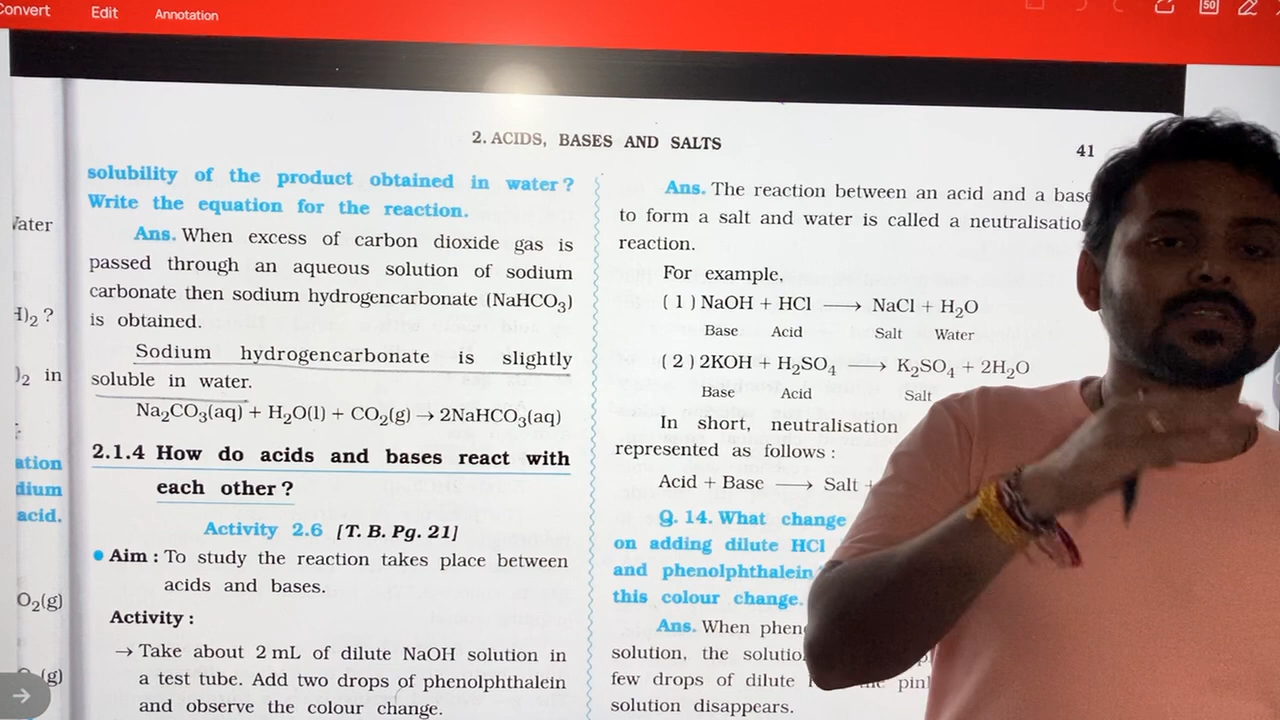 Convert Edit Annotation
50
2. ACIDS, BASES AND SALTS
41
Water
)₂ ?
)₂ in
ation
dium
acid.
O₂(g)
(g)
solubility of the product obtained in water ?
Write the equation for the reaction.
Ans. When excess of carbon dioxide gas is
passed through an aqueous solution of sodium
carbonate then sodium hydrogencarbonate (NaHCO₃)
is obtained.
Sodium hydrogencarbonate is slightly
soluble in water.
Na₂CO₃(aq) + H₂O(l) + CO₂(g) → 2NaHCO₃(aq)
2.1.4 How do acids and bases react with
each other ?
Activity 2.6 [T. B. Pg. 21]
• Aim : To study the reaction takes place between
acids and bases.
Activity :
→ Take about 2 mL of dilute NaOH solution in
a test tube. Add two drops of phenolphthalein
and observe the colour change.
Ans. The reaction between an acid and a base
to form a salt and water is called a neutralisatio
reaction.
For example,
( 1 ) NaOH + HCl ⟶ NaCl + H₂O
Base Acid Salt Water
( 2 ) 2KOH + H₂SO₄ ⟶ K₂SO₄ + 2H₂O
Base Acid Salt
In short, neutralisation
represented as follows :
Acid + Base ⟶ Salt +
Q. 14. What change
on adding dilute HCl
and phenolphthalein
this colour change.
Ans. When phen
solution, the solutio
few drops of dilute pin
solution disappears.